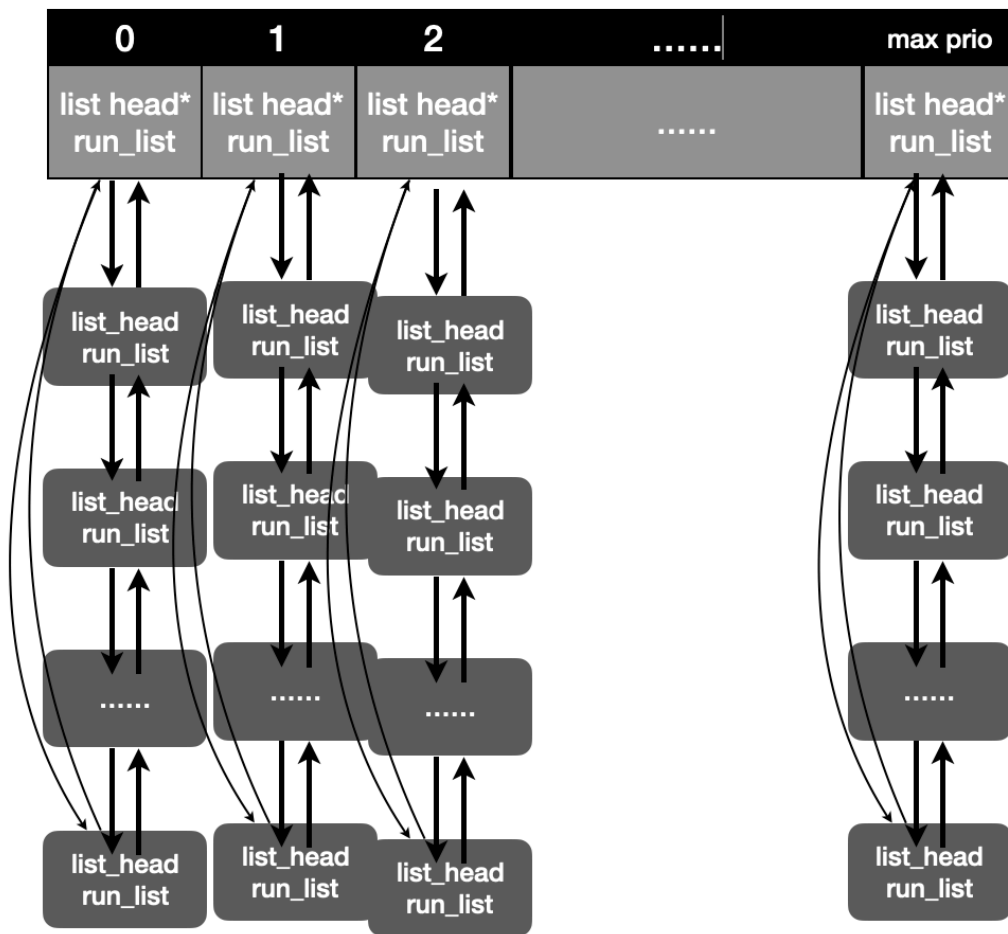 0 1 2 ...... max prio
list head* list head* list head* ...... list head*
run_list run_list run_list run_list
list_head list_head list_head list_head
run_list run_list run_list run_list
list_head list_head list_head list_head
run_list run_list run_list run_list
...... ...... ...... ......
list_head list_head list_head list_head
run_list run_list run_list run_list